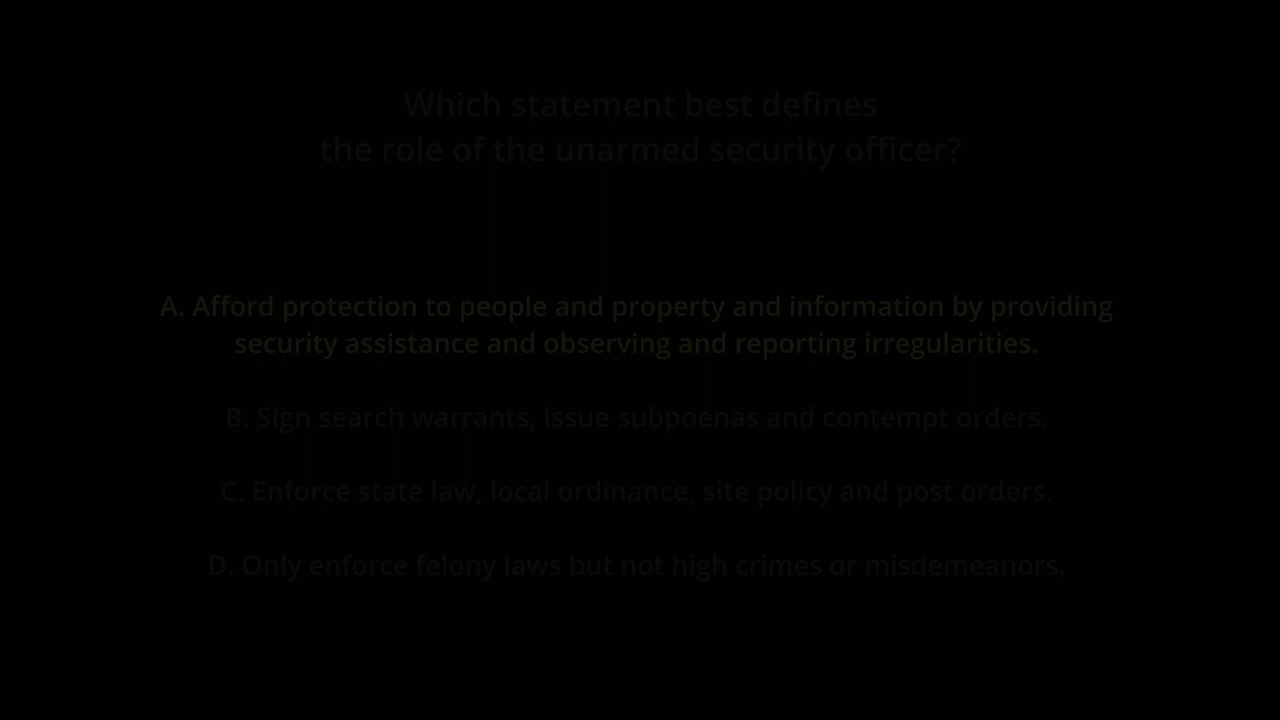 Which statement best defines
the role of the unarmed security officer?
A. Afford protection to people and property and information by providing
security assistance and observing and reporting irregularities.
B. Sign search warrants, issue subpoenas and contempt orders.
C. Enforce state law, local ordinance, site policy and post orders.
D. Only enforce felony laws but not high crimes or misdemeanors.